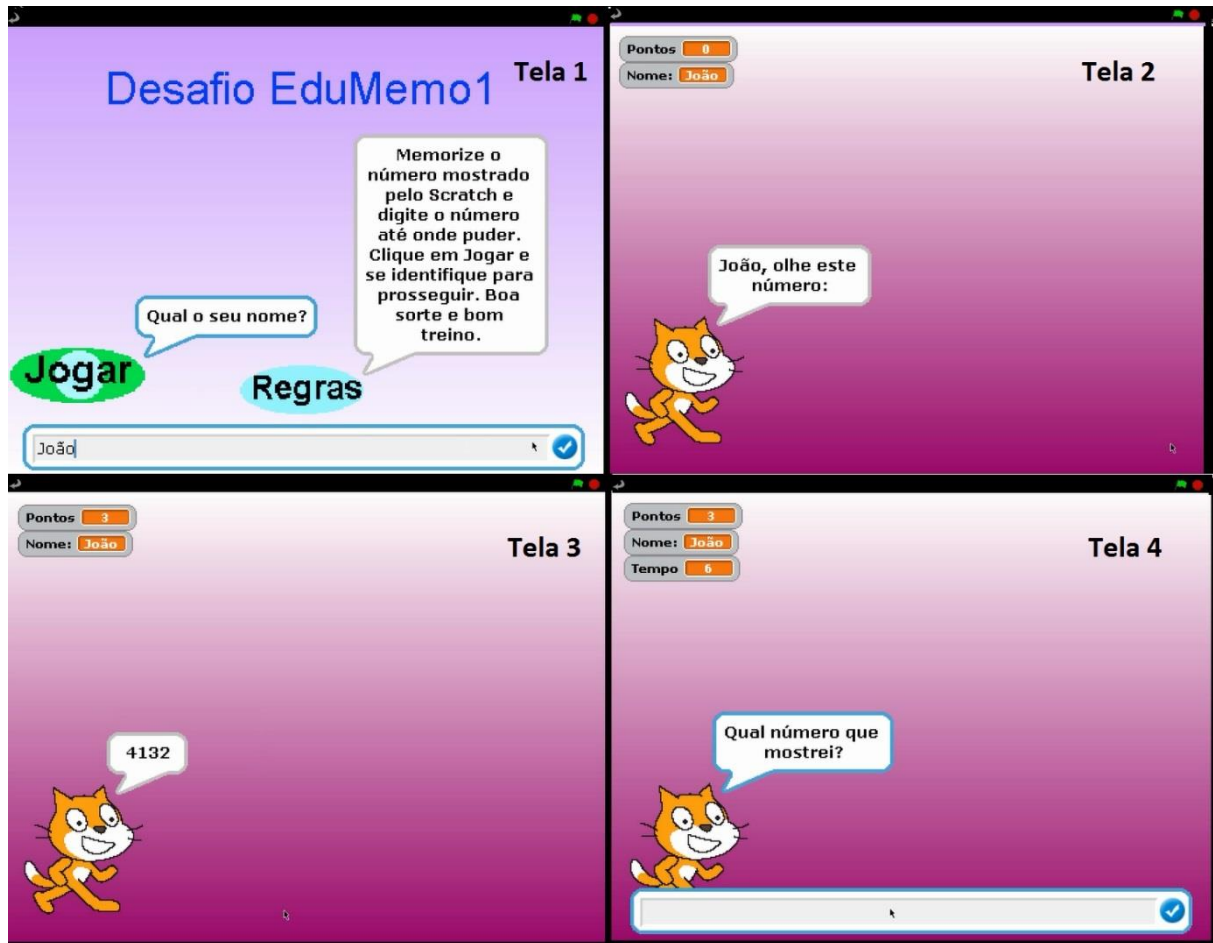 Desafio EduMemo1
Tela 1
Memorize o
número mostrado
pelo Scratch e
digite o número
até onde puder.
Clique em Jogar e
se identifique para
prosseguir. Boa
sorte e bom
treino.
Qual o seu nome?
Jogar
Regras
João
Pontos 0
Nome: João
Tela 2
João, olhe este
número:
Pontos 3
Nome: João
Tela 3
4132
Pontos 3
Nome: João
Tempo 6
Tela 4
Qual número que
mostrei?